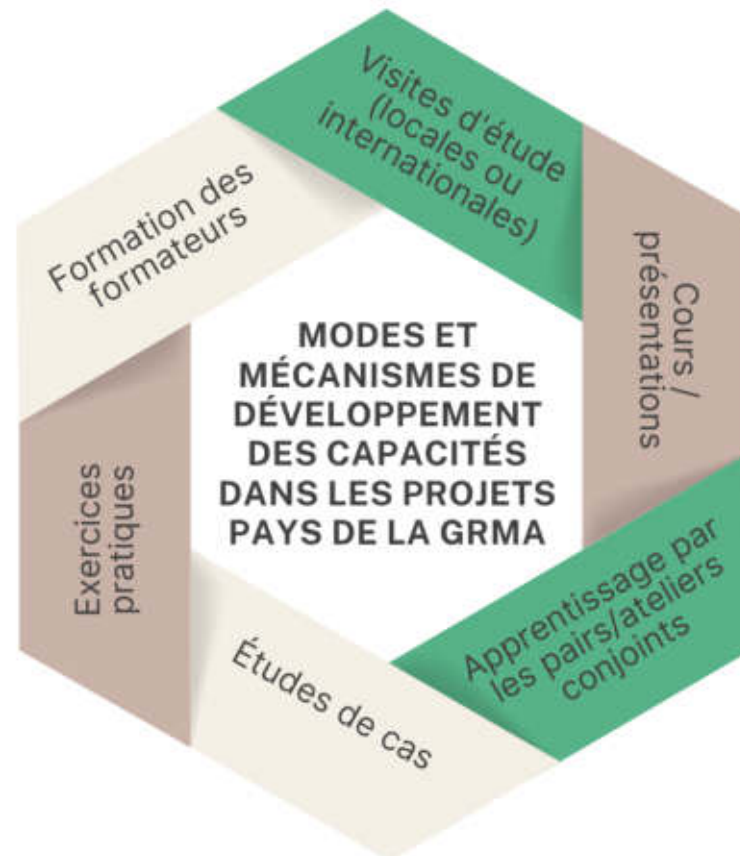 Visites d'étude
(locales ou
internationales)
Cours /
présentations
Apprentissage par
les pairs/ateliers
conjoints
Études de cas
Exercices
pratiques
Formation des
formateurs
MODES ET
MÉCANISMES DE
DÉVELOPPEMENT
DES CAPACITÉS
DANS LES PROJETS
PAYS DE LA GRMA